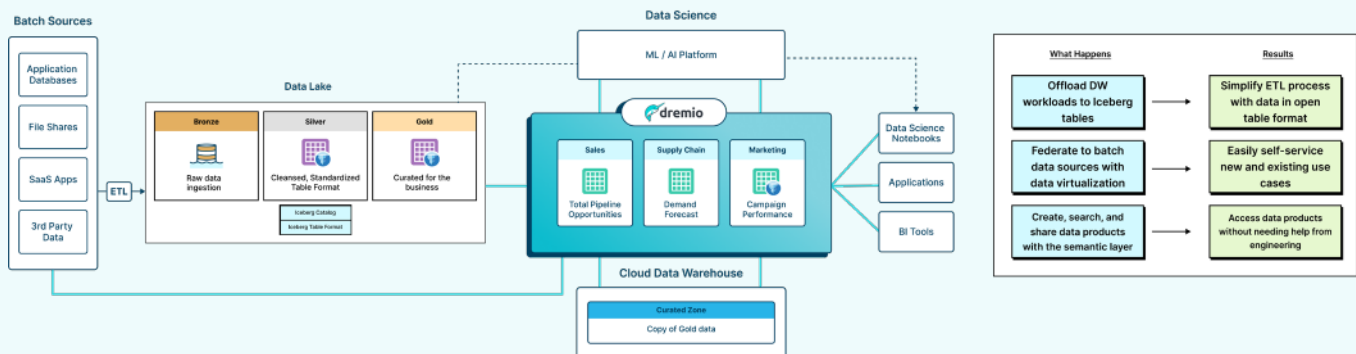 Batch Sources
Application
Databases
File Shares
SaaS Apps
3rd Party
Data
ETL
Data Lake
Bronze
Raw data
ingestion
Silver
Cleansed, Standardized
Table Format
Gold
Curated for the
business
Iceberg Catalog
Iceberg Table Format
Data Science
ML / AI Platform
dremio
Sales
Total Pipeline
Opportunities
Supply Chain
Demand
Forecast
Marketing
Campaign
Performance
Cloud Data Warehouse
Curated Zone
Copy of Gold data
Data Science
Notebooks
Applications
BI Tools
What Happens
Results
Offload DW
workloads to Iceberg
tables
Simplify ETL process
with data in open
table format
Federate to batch
data sources with
data virtualization
Easily self-service
new and existing use
cases
Create, search, and
share data products
with the semantic layer
Access data products
without needing help from
engineering